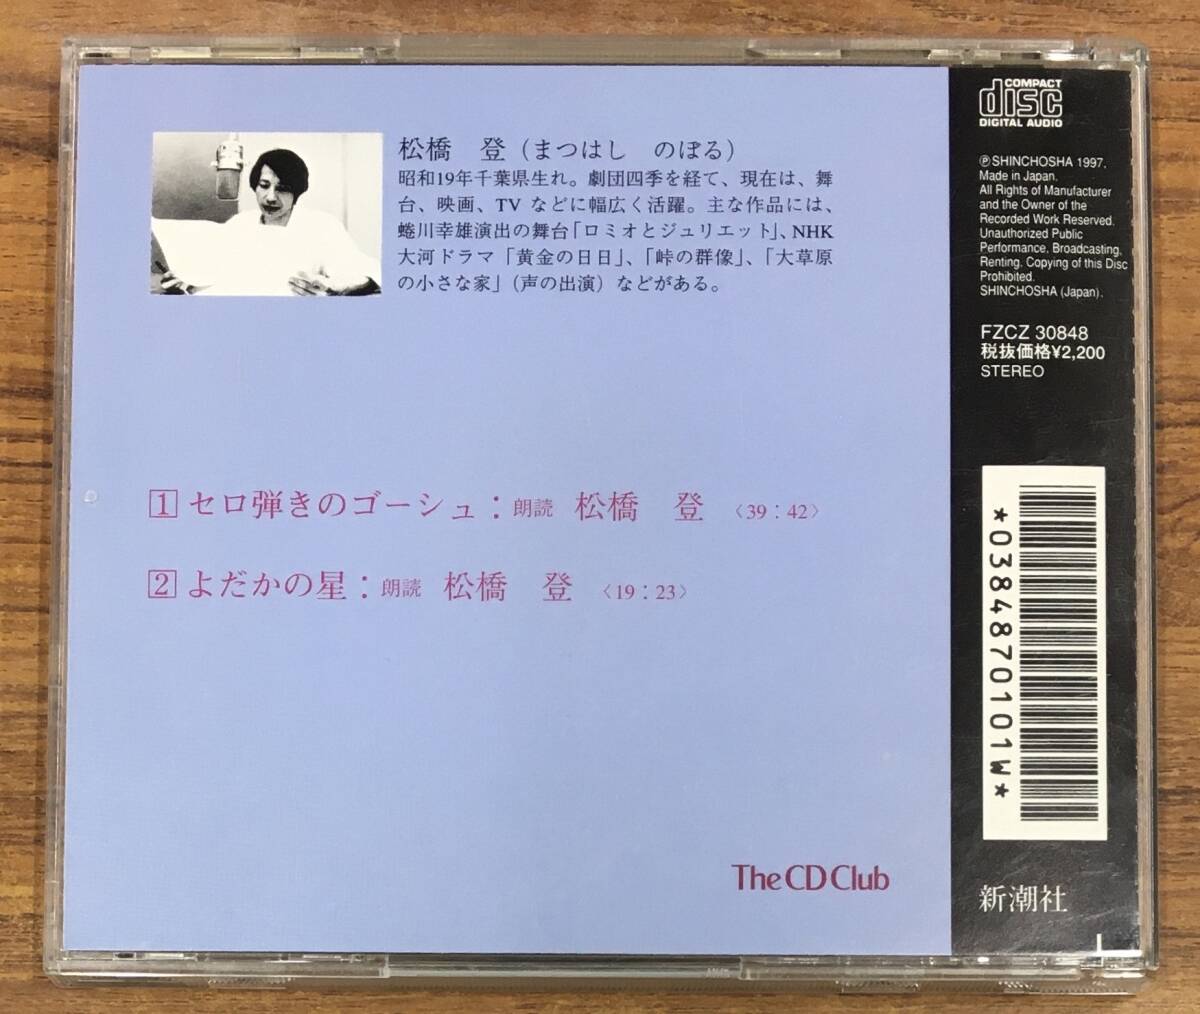 松橋　登（まつはし　のぼる）
昭和19年千葉県生れ。劇団四季を経て、現在は、舞
台、映画、TV などに幅広く活躍。主な作品には、
蜷川幸雄演出の舞台「ロミオとジュリエット」、NHK
大河ドラマ「黄金の日日」、「峠の群像」、「大草原
の小さな家」（声の出演）などがある。
1 セロ弾きのゴーシュ：朗読　松橋　登　〈39：42〉
2 よだかの星：朗読　松橋　登　〈19：23〉
The CD Club
COMPACT
disc
DIGITAL AUDIO
Ⓟ SHINCHOSHA 1997.
Made in Japan.
All Rights of Manufacturer
and the Owner of the
Recorded Work Reserved.
Unauthorized Public
Performance, Broadcasting,
Renting, Copying of this Disc
Prohibited.
SHINCHOSHA (Japan).
FZCZ 30848
税抜価格¥2,200
STEREO
*0384870101W*
新潮社